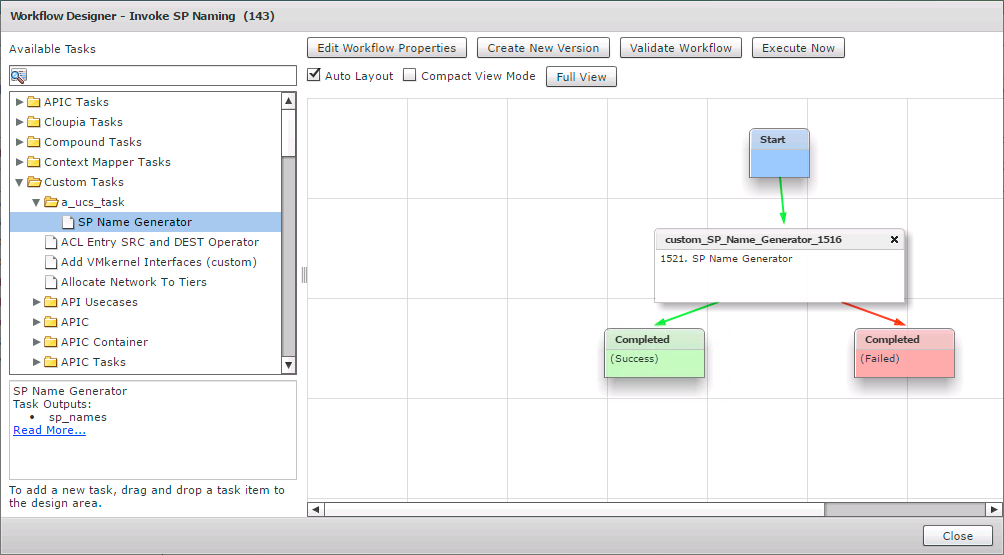 Workflow Designer - Invoke SP Naming (143)
Available Tasks
Edit Workflow Properties
Create New Version
Validate Workflow
Execute Now
Auto Layout
Compact View Mode
Full View
APIC Tasks
Cloupia Tasks
Compound Tasks
Context Mapper Tasks
Custom Tasks
a_ucs_task
SP Name Generator
ACL Entry SRC and DEST Operator
Add VMkernel Interfaces (custom)
Allocate Network To Tiers
API Usecases
APIC
APIC Container
APIC Tasks
SP Name Generator
Task Outputs:
• sp_names
Read More...
To add a new task, drag and drop a task item to
the design area.
Start
custom_SP_Name_Generator_1516
1521. SP Name Generator
Completed
(Success)
Completed
(Failed)
Close